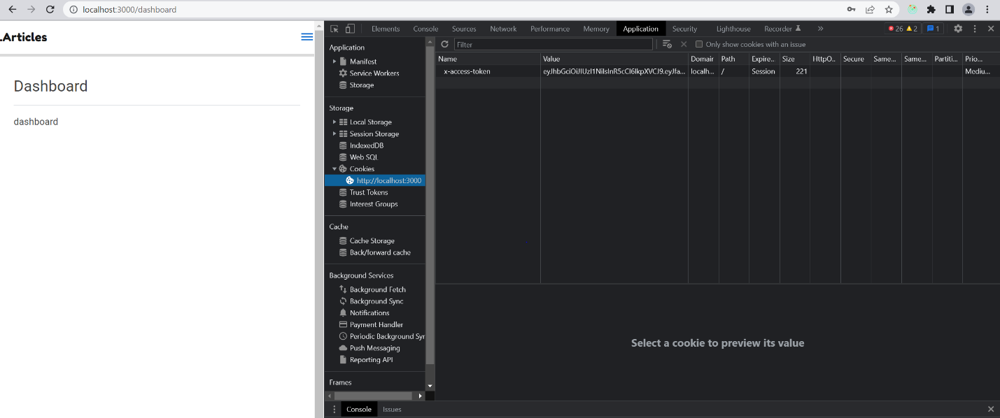 localhost:3000/dashboard
.Articles
Dashboard
dashboard
Elements Console Sources Network Performance Memory Application Security Lighthouse Recorder » 26 2 1
Application
Manifest
Service Workers
Storage
Storage
Local Storage
Session Storage
IndexedDB
Web SQL
Cookies
http://localhost:3000
Trust Tokens
Interest Groups
Cache
Cache Storage
Back/forward cache
Background Services
Background Fetch
Background Sync
Notifications
Payment Handler
Periodic Background Syn
Push Messaging
Reporting API
Frames
Filter Only show cookies with an issue
Name Value Domain Path Expire... Size HttpO.. Secure Same... Same... Partiti... Prio...
x-access-token eyJhbGciOiJIUzI1NiIsInR5cCI6IkpXVCJ9.eyJfa... localh... / Session 221 Mediu...
Select a cookie to preview its value
Console Issues